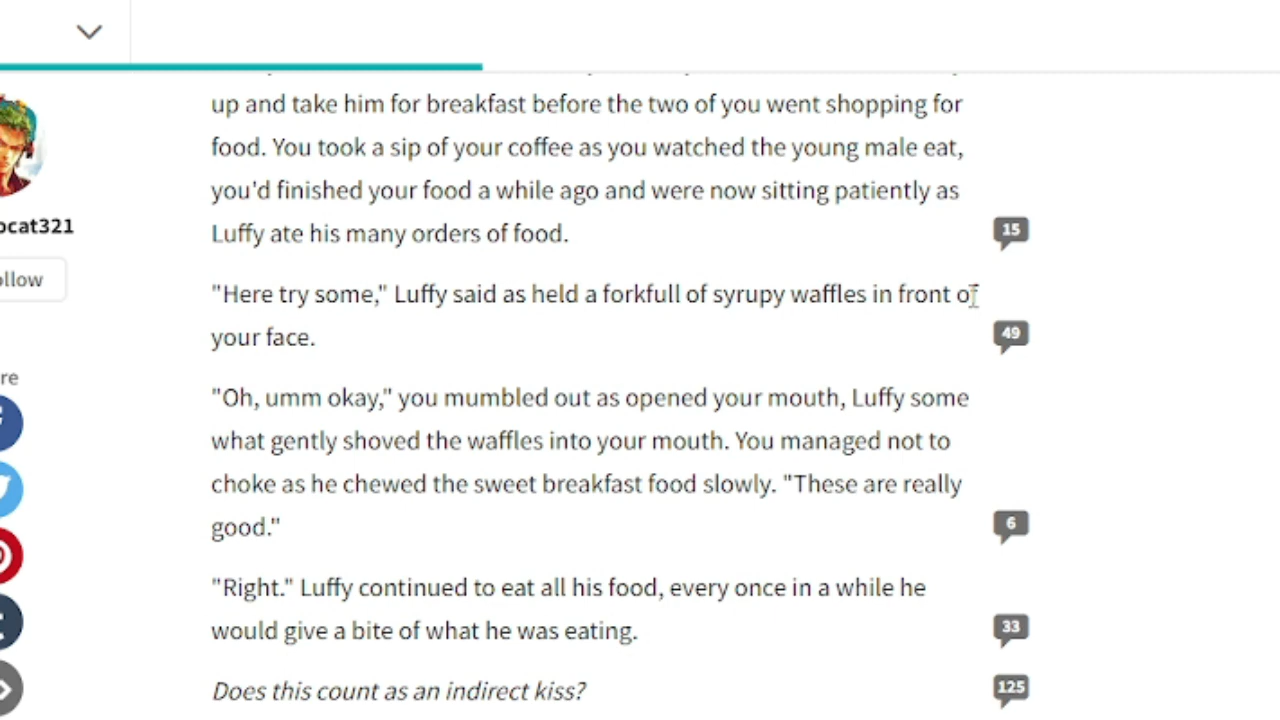 up and take him for breakfast before the two of you went shopping for
food. You took a sip of your coffee as you watched the young male eat,
you'd finished your food a while ago and were now sitting patiently as
Luffy ate his many orders of food.
15
"Here try some," Luffy said as held a forkfull of syrupy waffles in front of
your face.
49
"Oh, umm okay," you mumbled out as opened your mouth, Luffy some
what gently shoved the waffles into your mouth. You managed not to
choke as he chewed the sweet breakfast food slowly. "These are really
good."
6
"Right." Luffy continued to eat all his food, every once in a while he
would give a bite of what he was eating.
33
Does this count as an indirect kiss?
125
ocat321
ollow
re